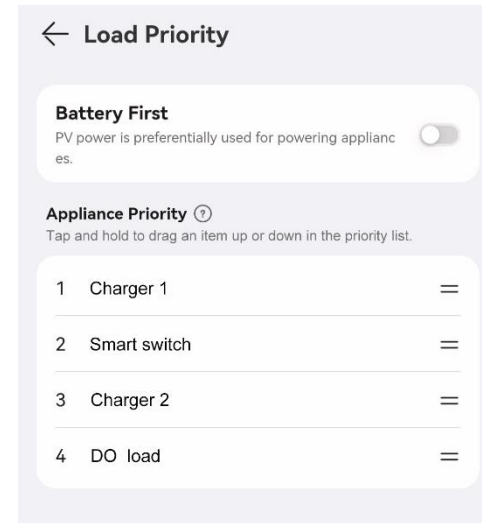 Load Priority
Battery First
PV power is preferentially used for powering applianc
es.
Appliance Priority ?
Tap and hold to drag an item up or down in the priority list.
1 Charger 1
2 Smart switch
3 Charger 2
4 DO load